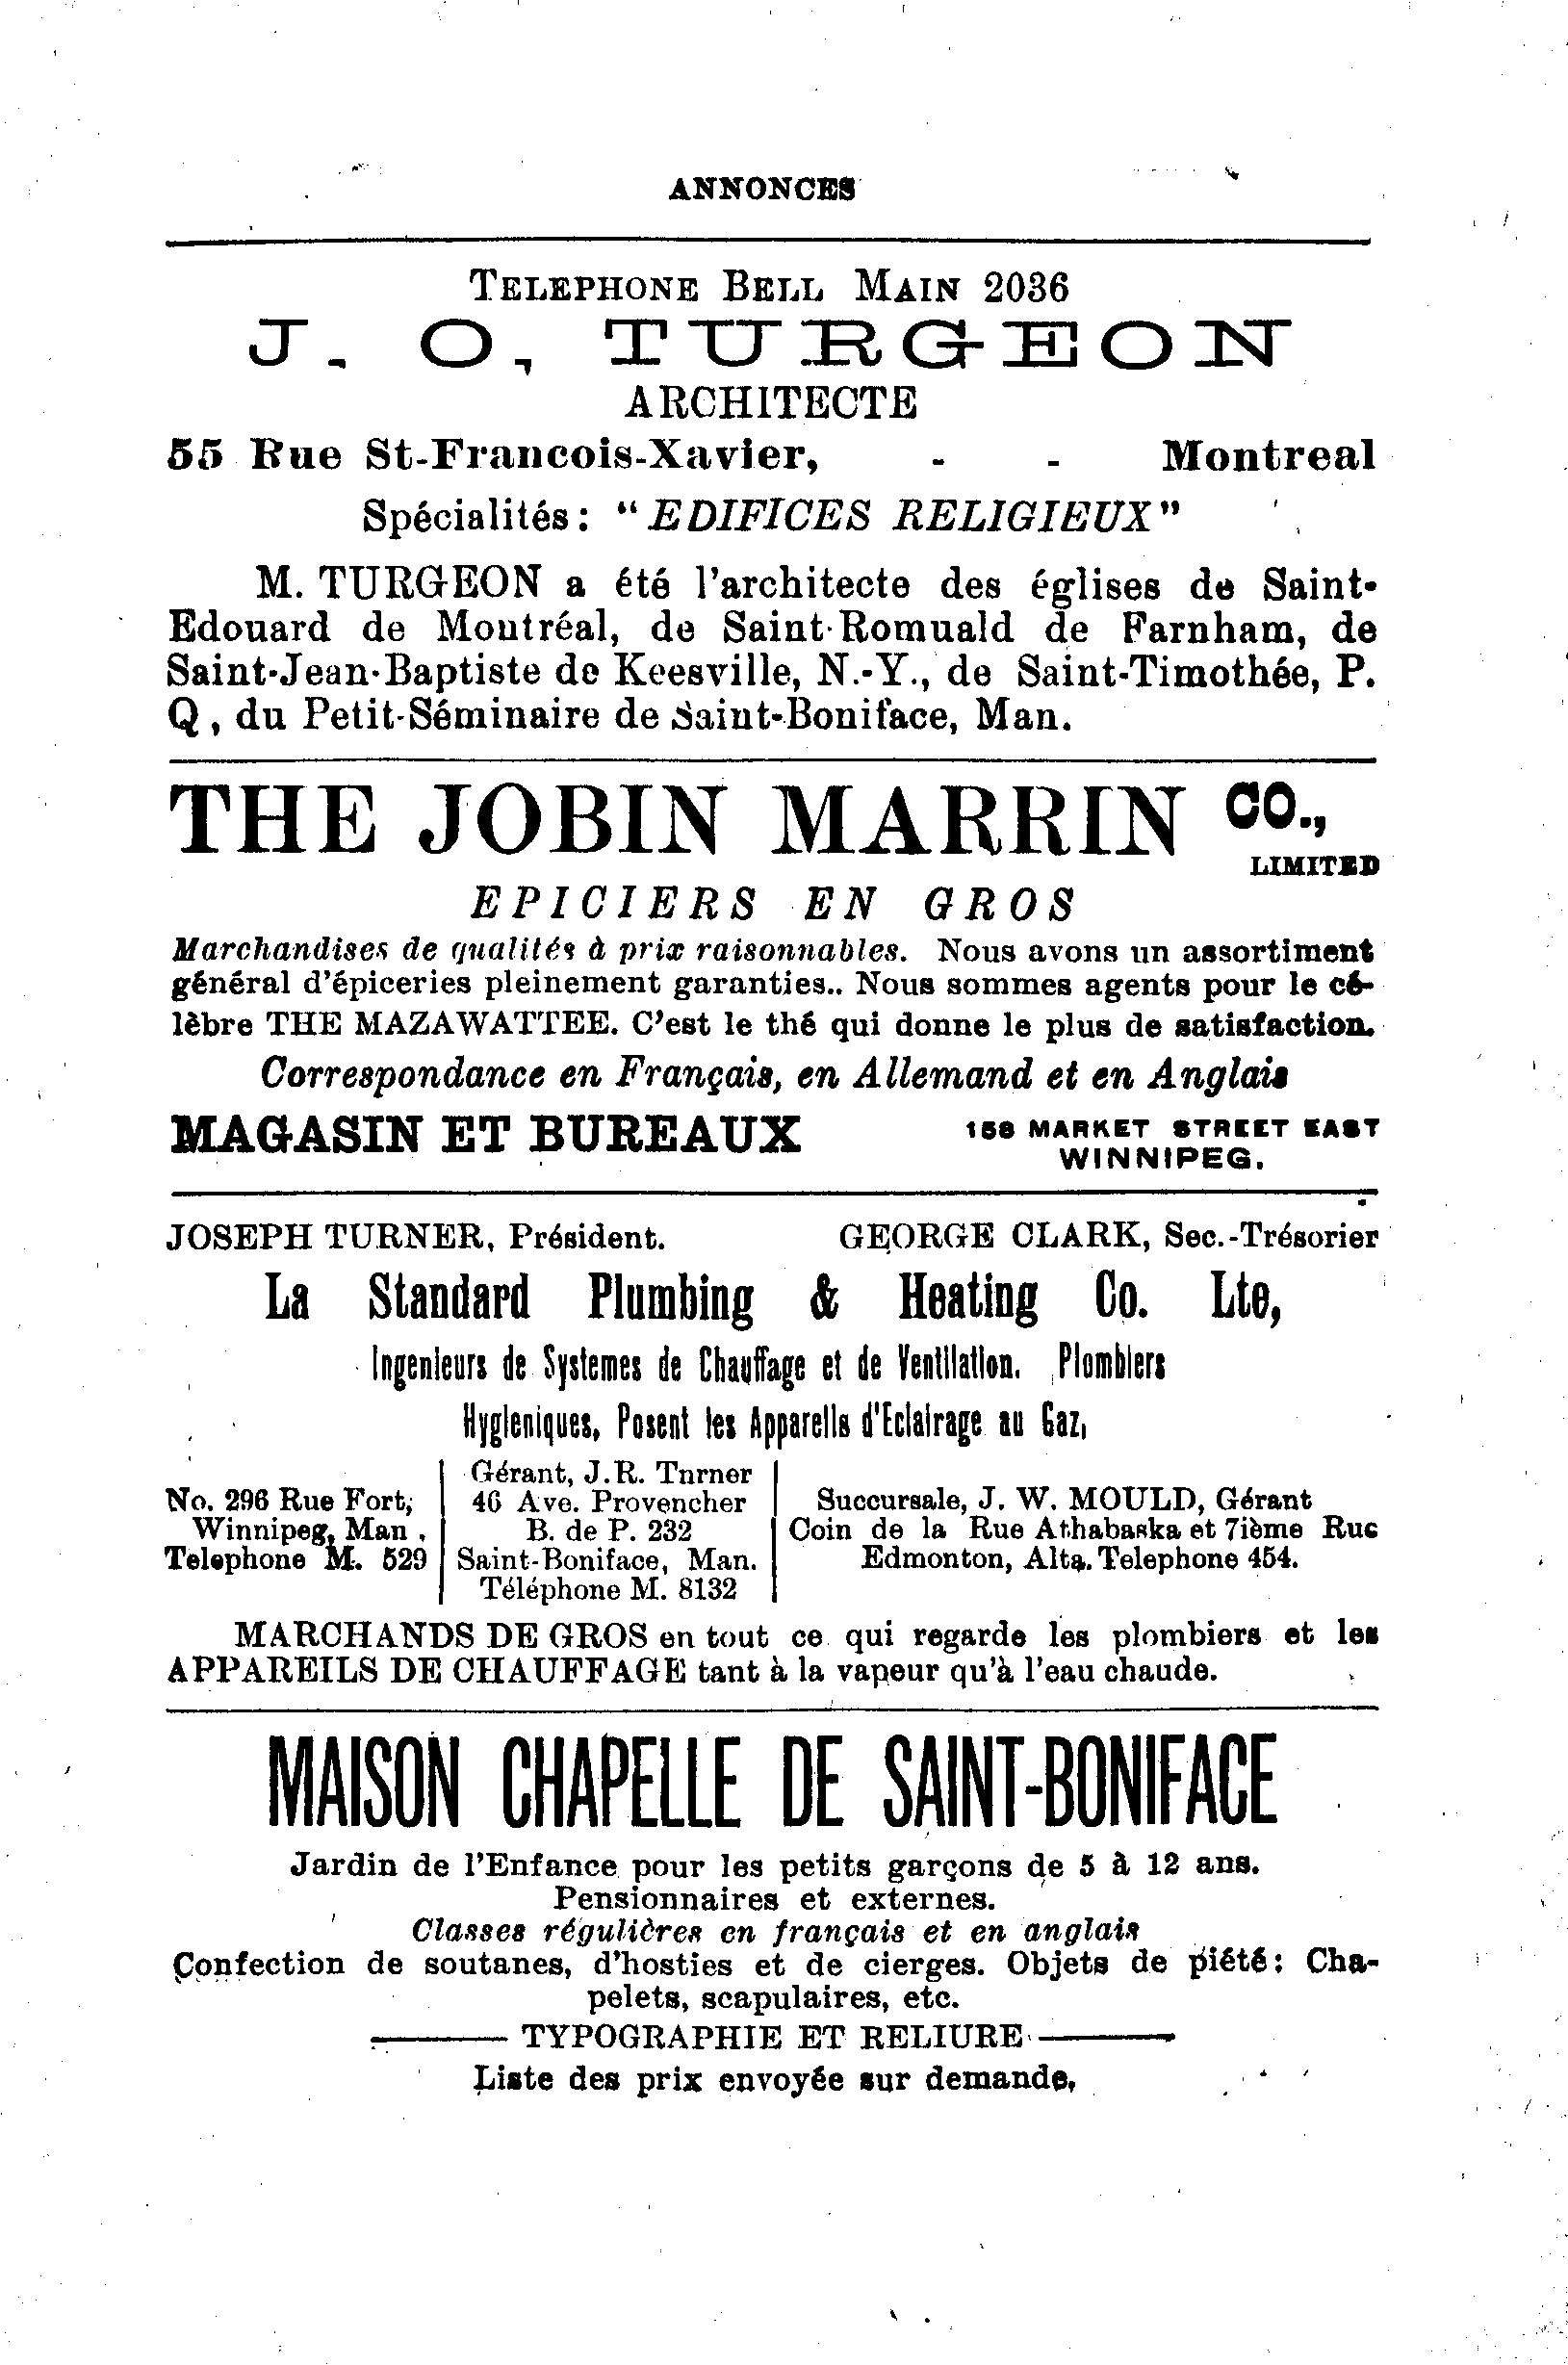 ANNONCES
TELEPHONE BELL MAIN 2036
J. O, TURGEON
ARCHITECTE
55 Rue St-Francois-Xavier, - - Montreal
Spécialités: "EDIFICES RELIGIEUX"
M. TURGEON a été l'architecte des églises de Saint-
Edouard de Moutréal, de Saint-Romuald de Farnham, de
Saint-Jean-Baptiste de Keesville, N.-Y., de Saint-Timothée, P.
Q , du Petit-Séminaire de Saint-Boniface, Man.
THE JOBIN MARRIN CO.,
LIMITED
EPICIERS EN GROS
Marchandises de qualités à prix raisonnables. Nous avons un assortiment
général d'épiceries pleinement garanties.. Nous sommes agents pour le cé-
lèbre THE MAZAWATTEE. C'est le thé qui donne le plus de satisfaction.
Correspondance en Français, en Allemand et en Anglais
MAGASIN ET BUREAUX 158 MARKET STREET EAST
WINNIPEG.
JOSEPH TURNER, Président. GEORGE CLARK, Sec.-Trésorier
La Standard Plumbing & Heating Co. Lte,
Ingenieurs de Systemes de Chauffage et de Ventilation. Plombiers
Hygieniques, Posent les Apparells d'Eclairage au Gaz,
No. 296 Rue Fort,
Winnipeg, Man .
Telephone M. 529
Gérant, J.R. Tnrner
46 Ave. Provencher
B. de P. 232
Saint-Boniface, Man.
Téléphone M. 8132
Succursale, J. W. MOULD, Gérant
Coin de la Rue Athabaska et 7ième Rue
Edmonton, Alta. Telephone 454.
MARCHANDS DE GROS en tout ce qui regarde les plombiers et les
APPAREILS DE CHAUFFAGE tant à la vapeur qu'à l'eau chaude.
MAISON CHAPELLE DE SAINT-BONIFACE
Jardin de l'Enfance pour les petits garçons de 5 à 12 ans.
Pensionnaires et externes.
Classes régulières en français et en anglais
Confection de soutanes, d'hosties et de cierges. Objets de piété: Cha-
pelets, scapulaires, etc.
TYPOGRAPHIE ET RELIURE
Liste des prix envoyée sur demande,